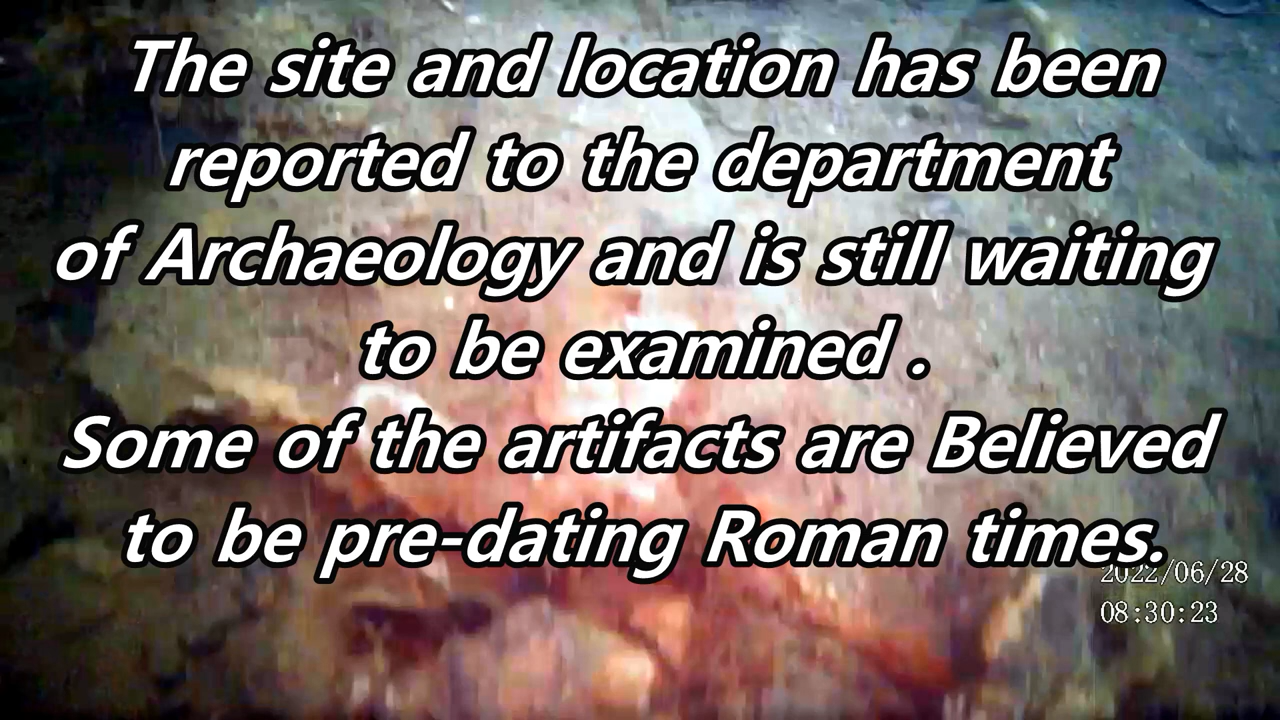 The site and location has been
reported to the department
of Archaeology and is still waiting
to be examined .
Some of the artifacts are Believed
to be pre-dating Roman times.
2022/06/28
08:30:23